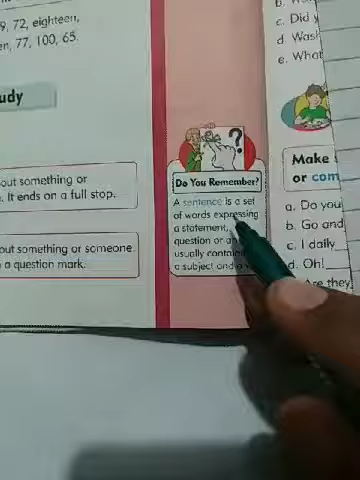 9, 72, eighteen,
en, 77, 100, 65.
udy
out something or
. It ends on a full stop.
out something or someone
a question mark.
?
Do You Remember?
A sentence is a set
of words expressing
a statement,
question or an
usually contain
a subject and a
b.
c. Did y
d. Wash
e. What
Make
or com
a. Do you
b. Go and
c. I daily
d. Oh!
Are they